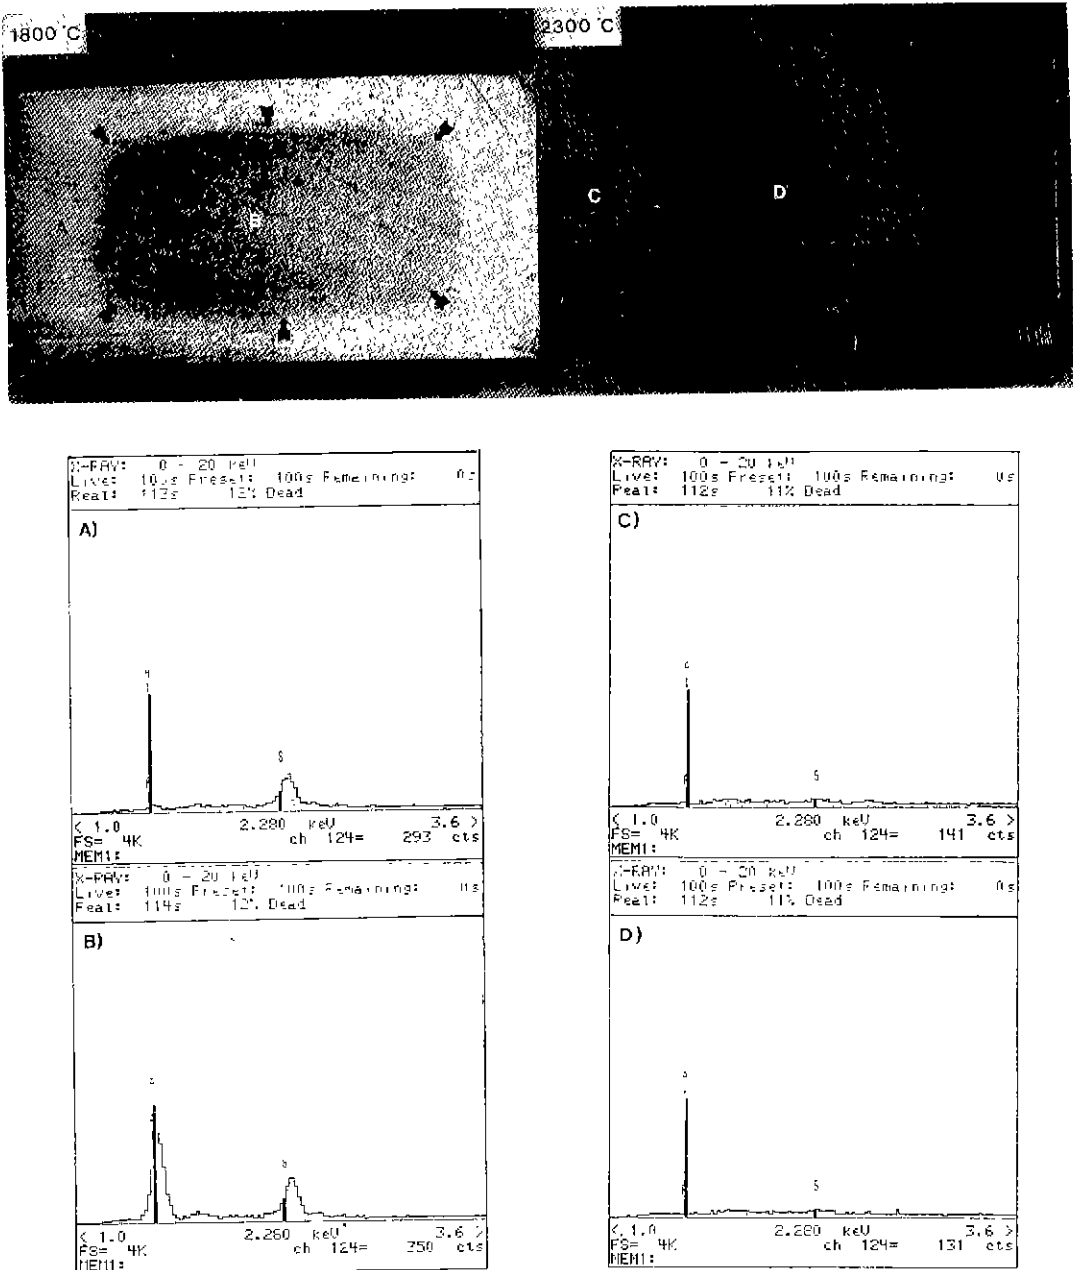 1800°C
2300°C
B
C
D
X-RAY: 0 - 20 keV
Live: 100s Preset: 100s Remaining: 0s
Real: 113s 12% Dead
A)
S
< 1.0 2.280 keV 3.6 >
FS= 4K ch 124= 293 cts
MEM1:
X-RAY: 0 - 20 keV
Live: 100s Preset: 100s Remaining: 0s
Real: 114s 12% Dead
B)
S
< 1.0 2.280 keV 3.6 >
FS= 4K ch 124= 350 cts
MEM1:
X-RAY: 0 - 20 keV
Live: 100s Preset: 100s Remaining: 0s
Real: 112s 11% Dead
C)
S
< 1.0 2.280 keV 3.6 >
FS= 4K ch 124= 141 cts
MEM1:
X-RAY: 0 - 20 keV
Live: 100s Preset: 100s Remaining: 0s
Real: 112s 11% Dead
D)
S
< 1.0 2.280 keV 3.6 >
FS= 4K ch 124= 131 cts
MEM1: